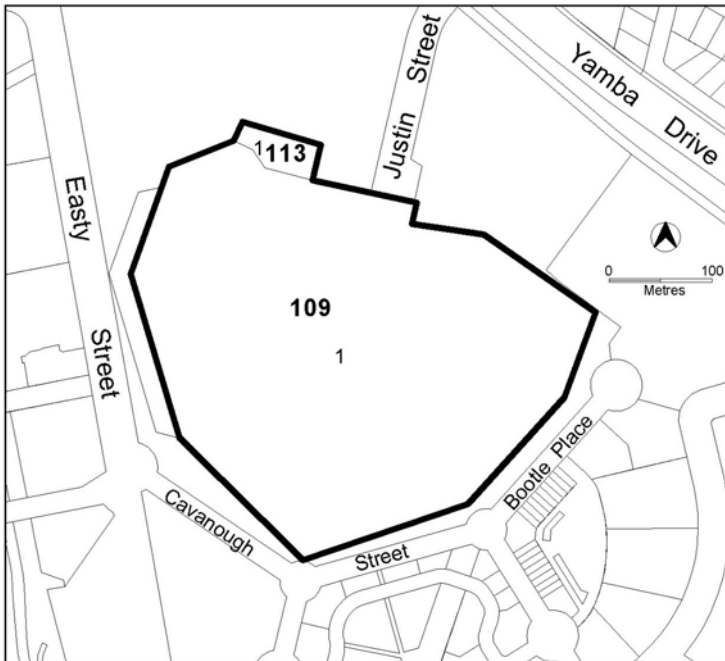 Justin Street
Yamba Drive
1
113
Easty
Street
0 100
Metres
109
1
Bootle Place
Cavanough
Street